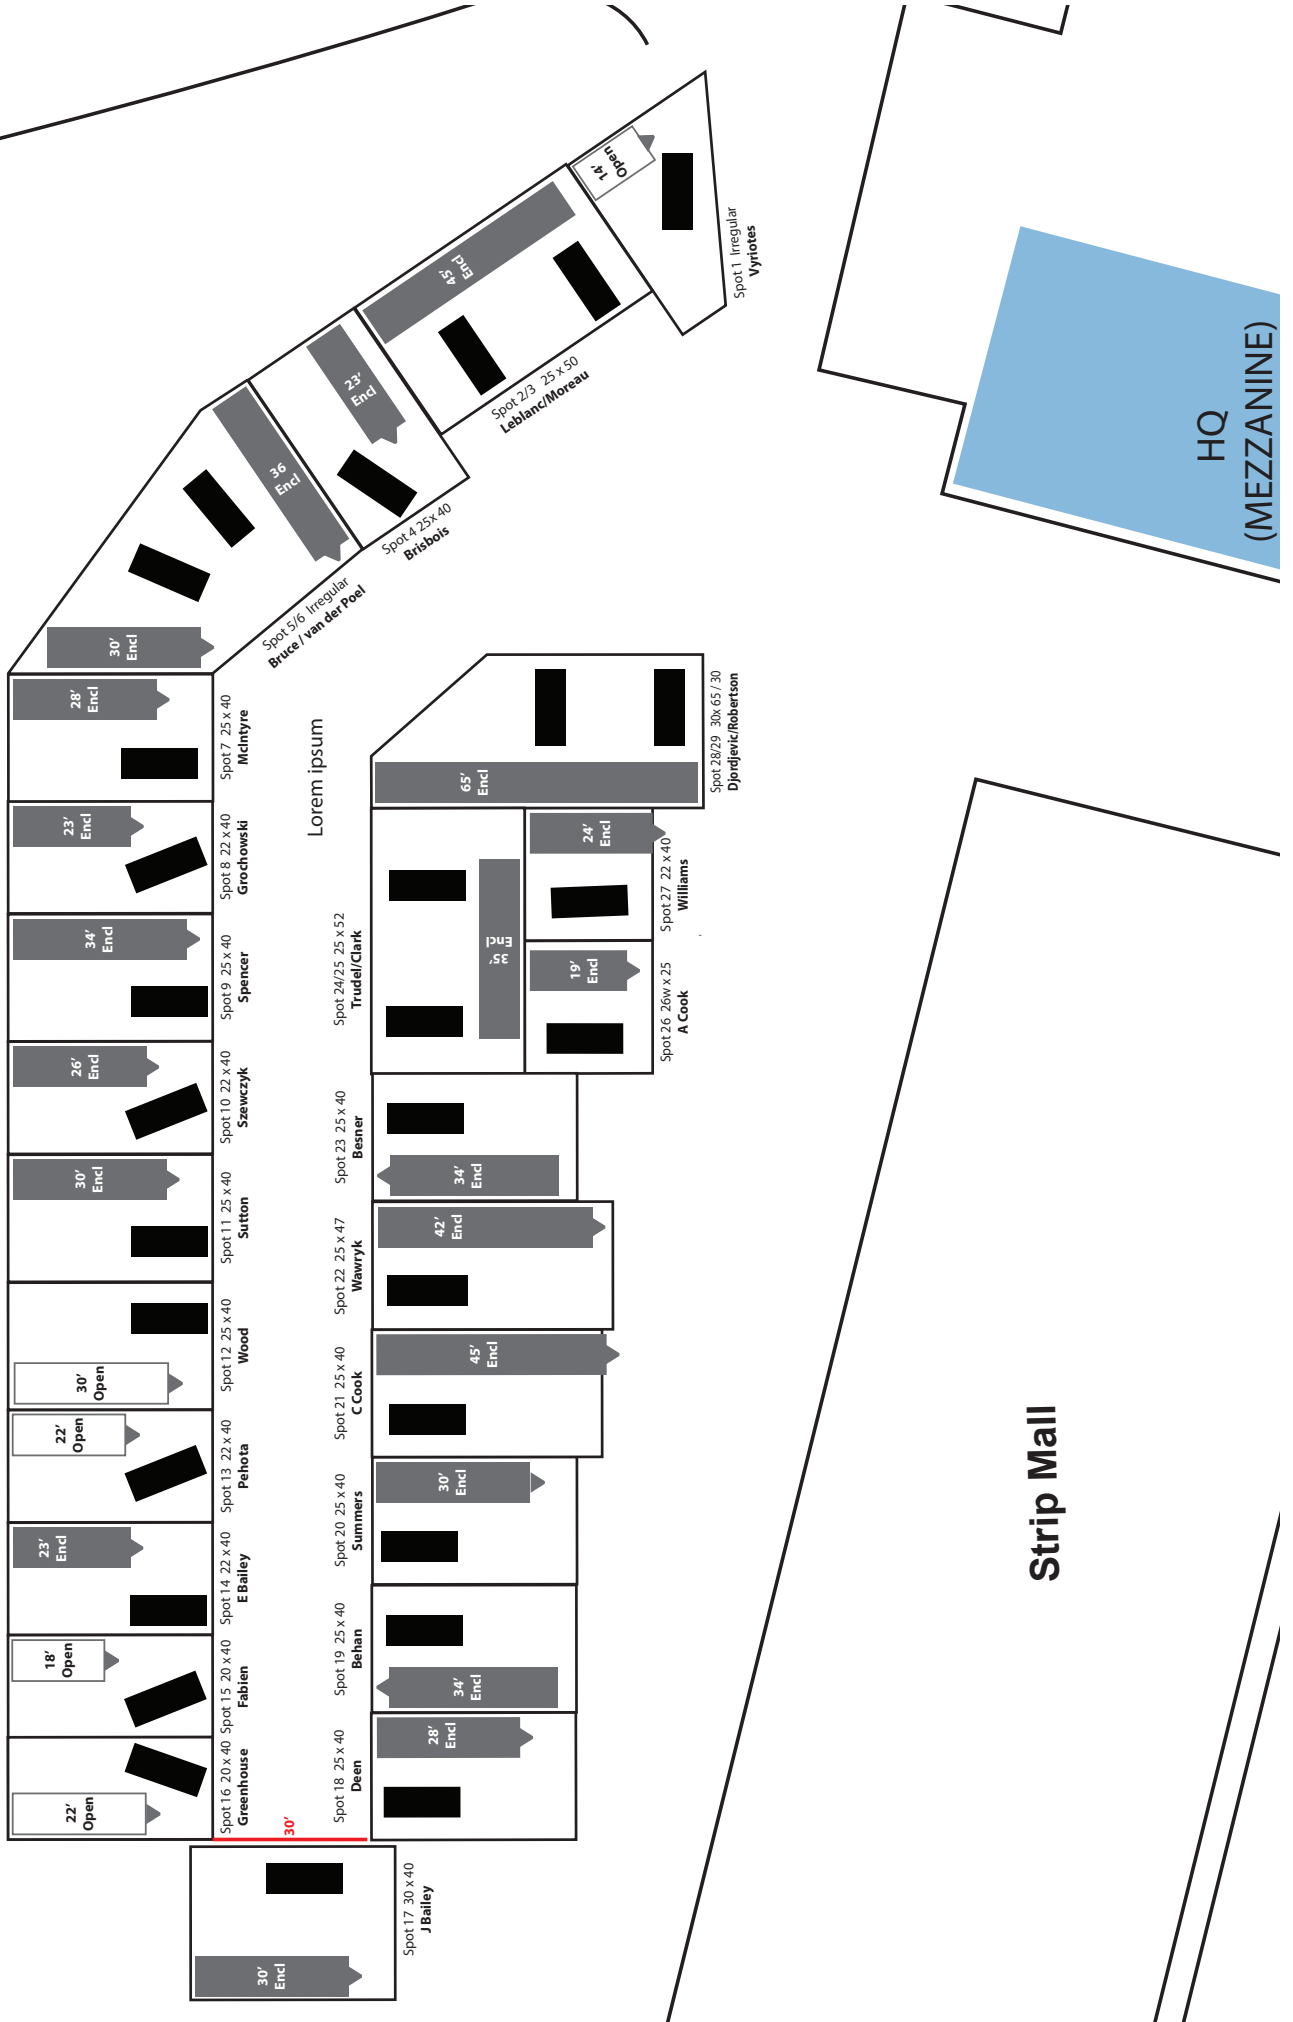 14'
Open
Spot 1 Irregular
Vyriotes
45'
Encl
Spot 2/3 25 x 50
Leblanc/Moreau
23'
Encl
Spot 4 25x 40
Brisbois
36
Encl
30'
Encl
Spot 5/6 Irregular
Bruce / van der Poel
28'
Encl
Spot 7 25 x 40
McIntyre
23'
Encl
Spot 8 22 x 40
Grochowski
34'
Encl
Spot 9 25 x 40
Spencer
26'
Encl
Spot 10 22 x 40
Szewczyk
30'
Encl
Spot 11 25 x 40
Sutton
30'
Open
Spot 12 25 x 40
Wood
22'
Open
Spot 13 22 x 40
Pehota
23'
Encl
Spot 14 22 x 40
E Bailey
18'
Open
Spot 15 20 x 40
Fabien
22'
Open
Spot 16 20 x 40
Greenhouse
30'
30'
Encl
Spot 17 30 x 40
J Bailey
28'
Encl
Spot 18 25 x 40
Deen
34'
Encl
Spot 19 25 x 40
Behan
30'
Encl
Spot 20 25 x 40
Summers
45'
Encl
Spot 21 25 x 40
C Cook
42'
Encl
Spot 22 25 x 47
Wawryk
34'
Encl
Spot 23 25 x 40
Besner
35'
Encl
Spot 24/25 25 x 52
Trudel/Clark
19'
Encl
Spot 26 26w x 25
A Cook
24'
Encl
Spot 27 22 x 40
Williams
65'
Encl
Spot 28/29 30x 65 / 30
Djordjevic/Robertson
Lorem ipsum
HQ
(MEZZANINE)
Strip Mall